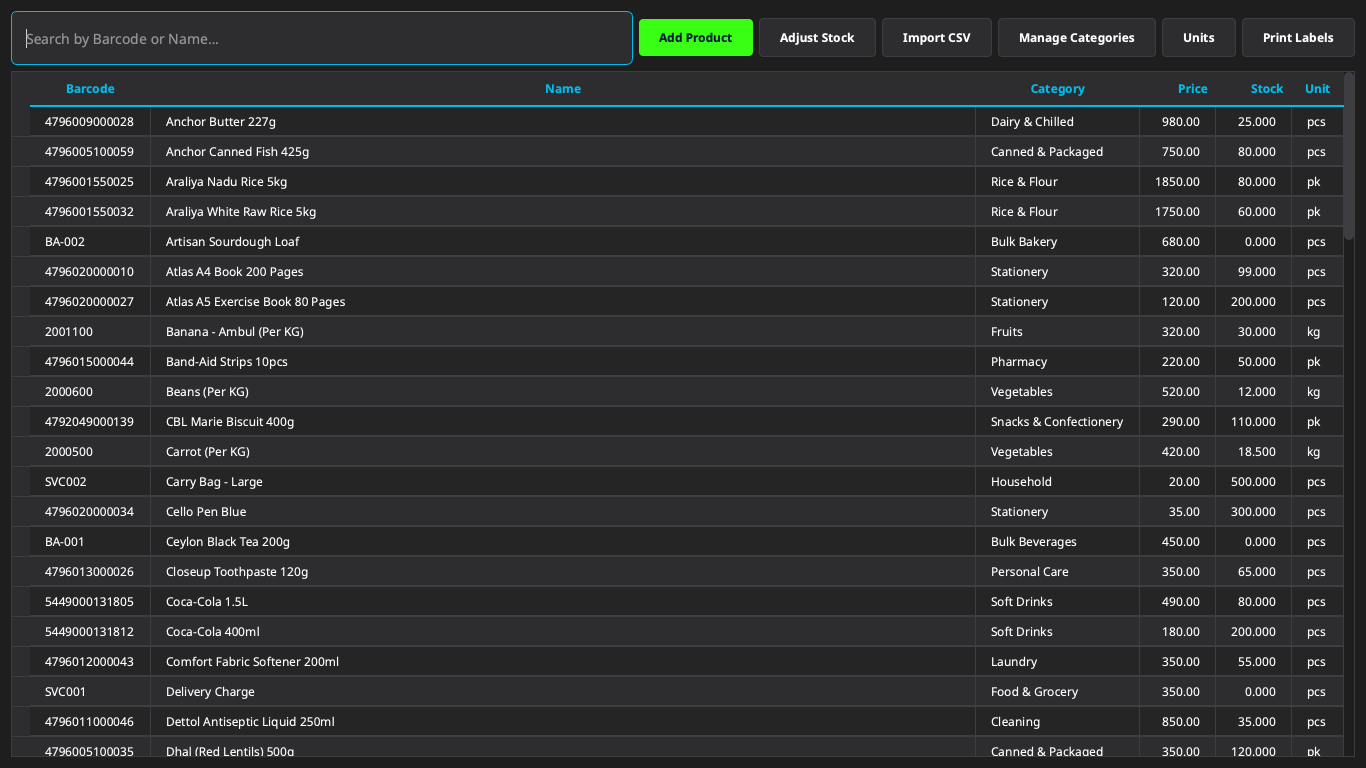 Search by Barcode or Name... Add Product Adjust Stock Import CSV Manage Categories Units Print Labels
Barcode Name Category Price Stock Unit
4796009000028 Anchor Butter 227g Dairy & Chilled 980.00 25.000 pcs
4796005100059 Anchor Canned Fish 425g Canned & Packaged 750.00 80.000 pcs
4796001550025 Araliya Nadu Rice 5kg Rice & Flour 1850.00 80.000 pk
4796001550032 Araliya White Raw Rice 5kg Rice & Flour 1750.00 60.000 pk
BA-002 Artisan Sourdough Loaf Bulk Bakery 680.00 0.000 pcs
4796020000010 Atlas A4 Book 200 Pages Stationery 320.00 99.000 pcs
4796020000027 Atlas A5 Exercise Book 80 Pages Stationery 120.00 200.000 pcs
2001100 Banana - Ambul (Per KG) Fruits 320.00 30.000 kg
4796015000044 Band-Aid Strips 10pcs Pharmacy 220.00 50.000 pk
2000600 Beans (Per KG) Vegetables 520.00 12.000 kg
4792049000139 CBL Marie Biscuit 400g Snacks & Confectionery 290.00 110.000 pk
2000500 Carrot (Per KG) Vegetables 420.00 18.500 kg
SVC002 Carry Bag - Large Household 20.00 500.000 pcs
4796020000034 Cello Pen Blue Stationery 35.00 300.000 pcs
BA-001 Ceylon Black Tea 200g Bulk Beverages 450.00 0.000 pcs
4796013000026 Closeup Toothpaste 120g Personal Care 350.00 65.000 pcs
5449000131805 Coca-Cola 1.5L Soft Drinks 490.00 80.000 pcs
5449000131812 Coca-Cola 400ml Soft Drinks 180.00 200.000 pcs
4796012000043 Comfort Fabric Softener 200ml Laundry 350.00 55.000 pcs
SVC001 Delivery Charge Food & Grocery 350.00 0.000 pcs
4796011000046 Dettol Antiseptic Liquid 250ml Cleaning 850.00 35.000 pcs
4796005100035 Dhal (Red Lentils) 500g Canned & Packaged 350.00 120.000 pk